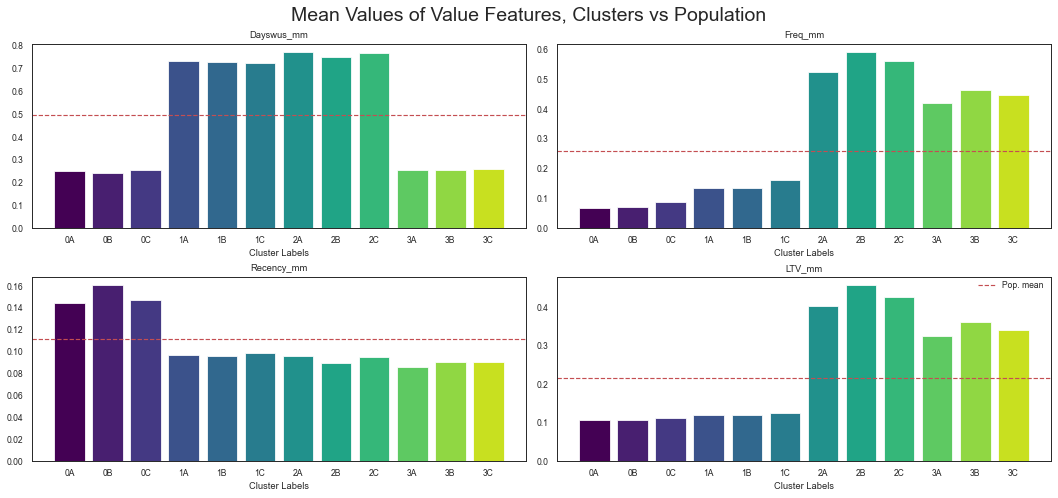 Mean Values of Value Features, Clusters vs Population
Dayswus_mm
0.8
0.7
0.6
0.5
0.4
0.3
0.2
0.1
0.0
0A 0B 0C 1A 1B 1C 2A 2B 2C 3A 3B 3C
Cluster Labels
Freq_mm
0.6
0.5
0.4
0.3
0.2
0.1
0.0
0A 0B 0C 1A 1B 1C 2A 2B 2C 3A 3B 3C
Cluster Labels
Recency_mm
0.16
0.14
0.12
0.10
0.08
0.06
0.04
0.02
0.00
0A 0B 0C 1A 1B 1C 2A 2B 2C 3A 3B 3C
Cluster Labels
LTV_mm
Pop. mean
0.4
0.3
0.2
0.1
0.0
0A 0B 0C 1A 1B 1C 2A 2B 2C 3A 3B 3C
Cluster Labels